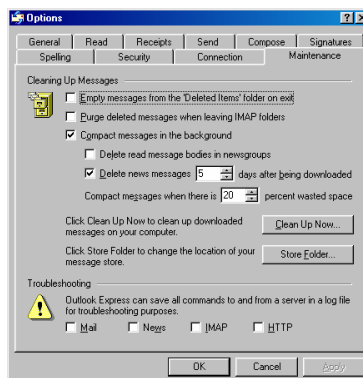 Options
General Read Receipts Send Compose Signatures
Spelling Security Connection Maintenance
Cleaning Up Messages
Empty messages from the 'Deleted Items' folder on exit
Purge deleted messages when leaving IMAP folders
Compact messages in the background
Delete read message bodies in newsgroups
Delete news messages 5 days after being downloaded
Compact messages when there is 20 percent wasted space
Click Clean Up Now to clean up downloaded
messages on your computer.
Clean Up Now...
Click Store Folder to change the location of your
message store.
Store Folder...
Troubleshooting
Outlook Express can save all commands to and from a server in a log file
for troubleshooting purposes.
Mail News IMAP HTTP
OK Cancel Apply